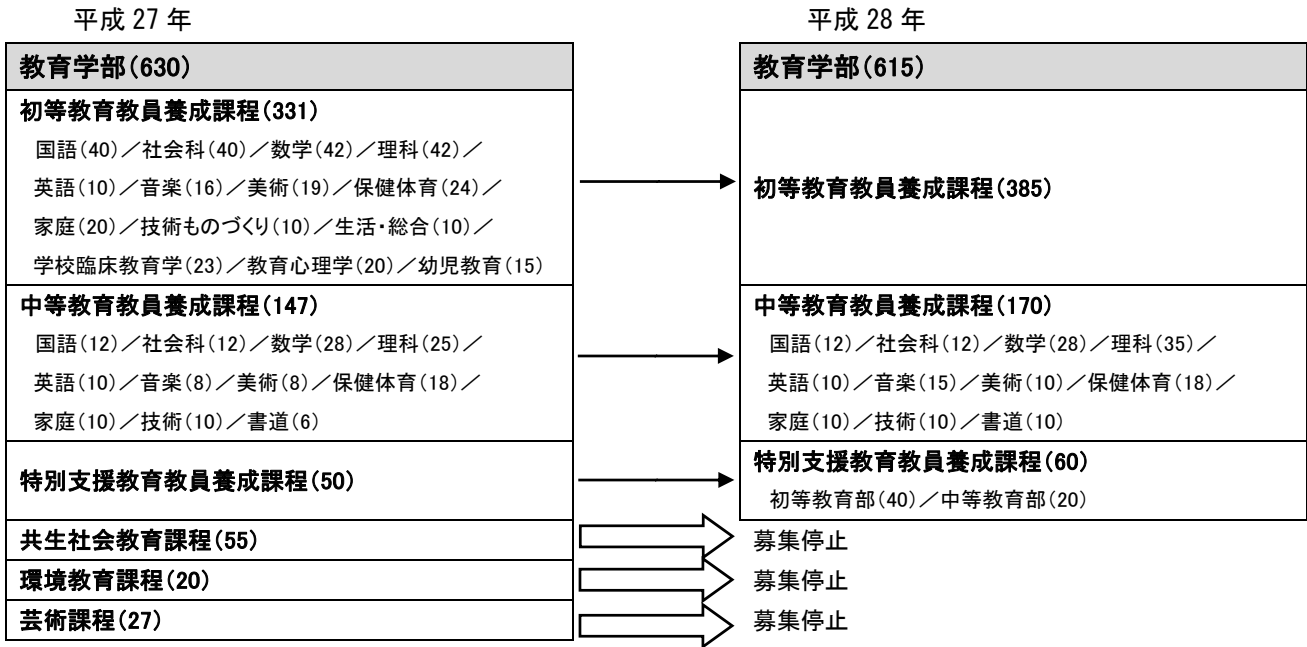 平成 27 年
教育学部(630)
初等教育教員養成課程(331)
国語(40)／社会科(40)／数学(42)／理科(42)／
英語(10)／音楽(16)／美術(19)／保健体育(24)／
家庭(20)／技術ものづくり(10)／生活・総合(10)／
学校臨床教育学(23)／教育心理学(20)／幼児教育(15)
中等教育教員養成課程(147)
国語(12)／社会科(12)／数学(28)／理科(25)／
英語(10)／音楽(8)／美術(8)／保健体育(18)／
家庭(10)／技術(10)／書道(6)
特別支援教育教員養成課程(50)
共生社会教育課程(55)
環境教育課程(20)
芸術課程(27)
平成 28 年
教育学部(615)
初等教育教員養成課程(385)
中等教育教員養成課程(170)
国語(12)／社会科(12)／数学(28)／理科(35)／
英語(10)／音楽(15)／美術(10)／保健体育(18)／
家庭(10)／技術(10)／書道(10)
特別支援教育教員養成課程(60)
初等教育部(40)／中等教育部(20)
募集停止
募集停止
募集停止